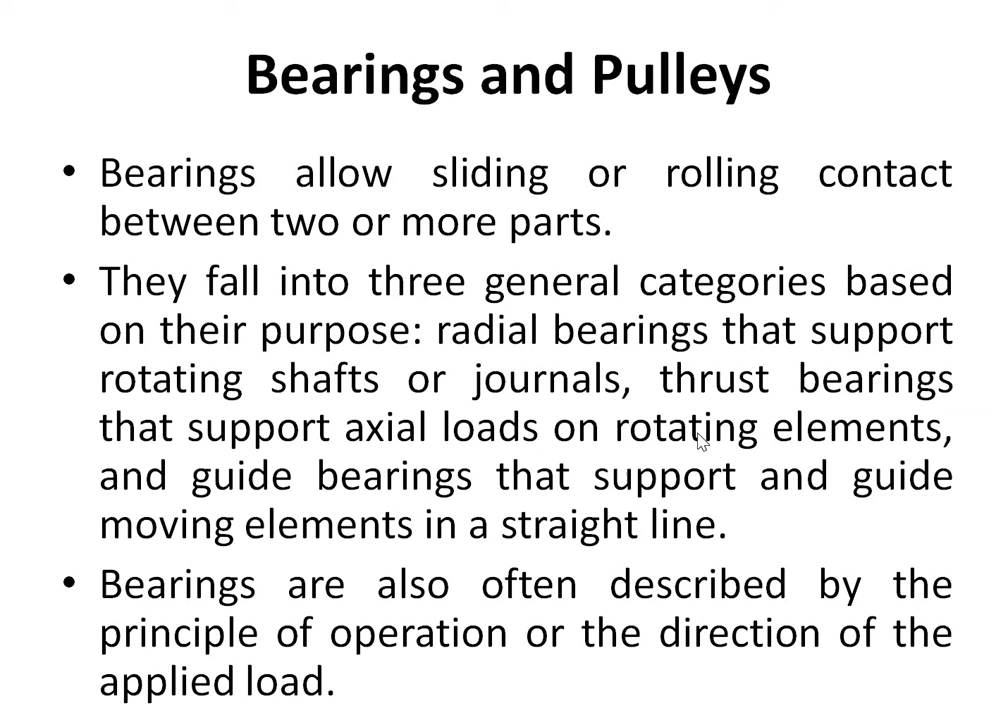 Bearings and Pulleys
• Bearings allow sliding or rolling contact
between two or more parts.
• They fall into three general categories based
on their purpose: radial bearings that support
rotating shafts or journals, thrust bearings
that support axial loads on rotating elements,
and guide bearings that support and guide
moving elements in a straight line.
• Bearings are also often described by the
principle of operation or the direction of the
applied load.